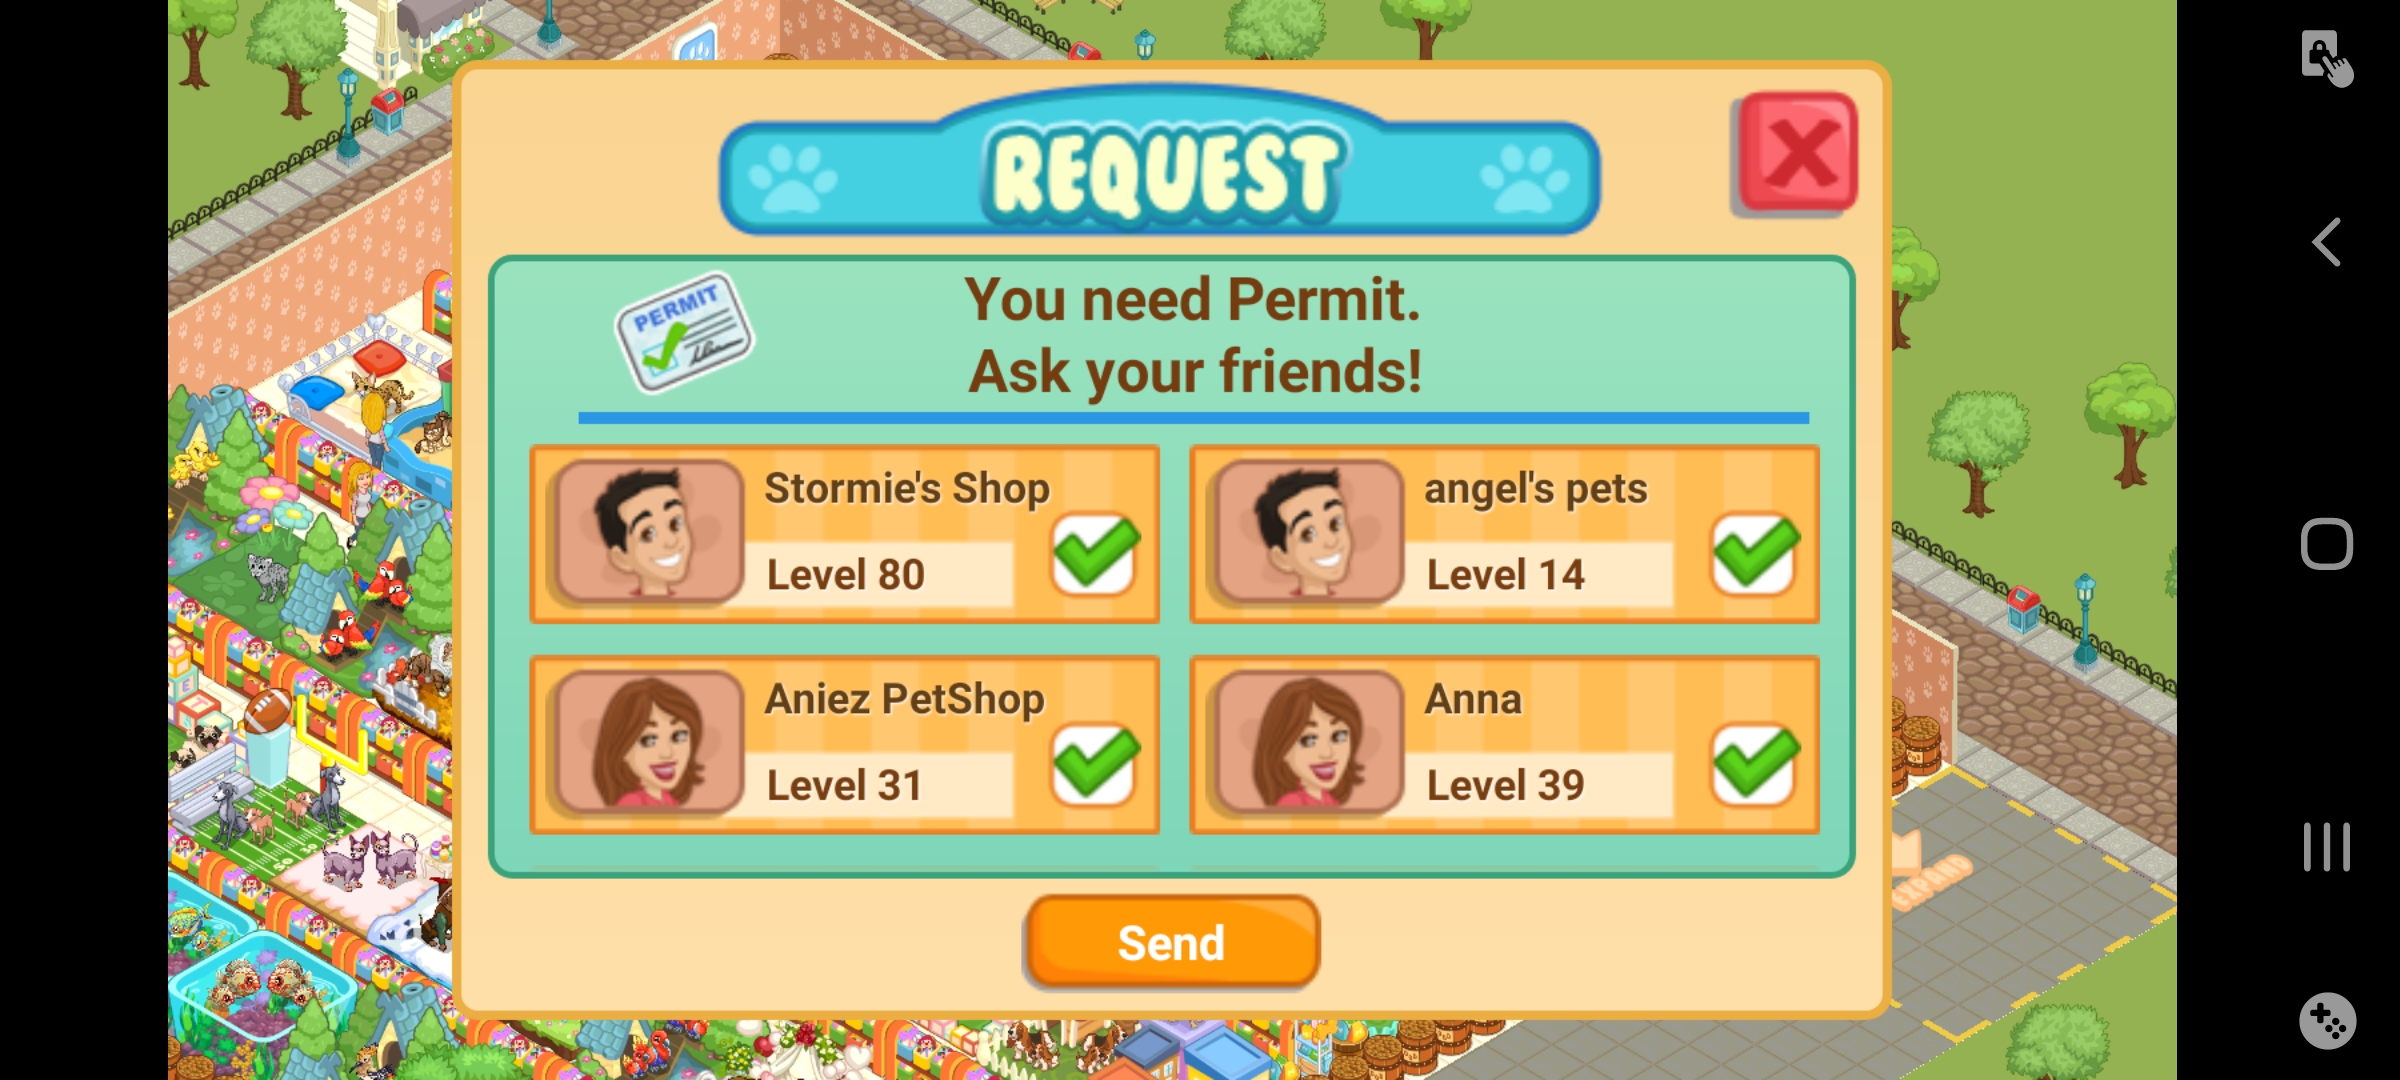 REQUEST
PERMIT
You need Permit.
Ask your friends!
Stormie's Shop
Level 80
angel's pets
Level 14
Aniez PetShop
Level 31
Anna
Level 39
Send
EXPAND